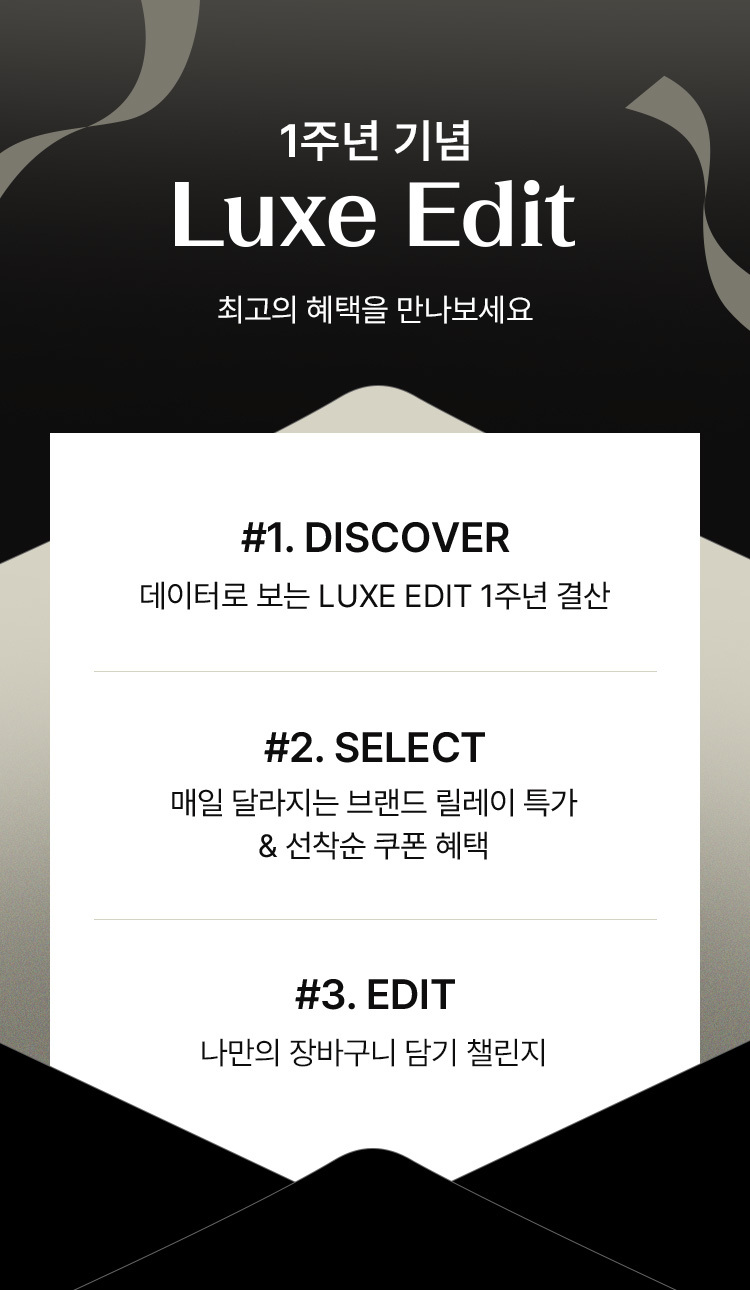 1주년 기념
Luxe Edit
최고의 혜택을 만나보세요
#1. DISCOVER
데이터로 보는 LUXE EDIT 1주년 결산
#2. SELECT
매일 달라지는 브랜드 릴레이 특가
& 선착순 쿠폰 혜택
#3. EDIT
나만의 장바구니 담기 챌린지